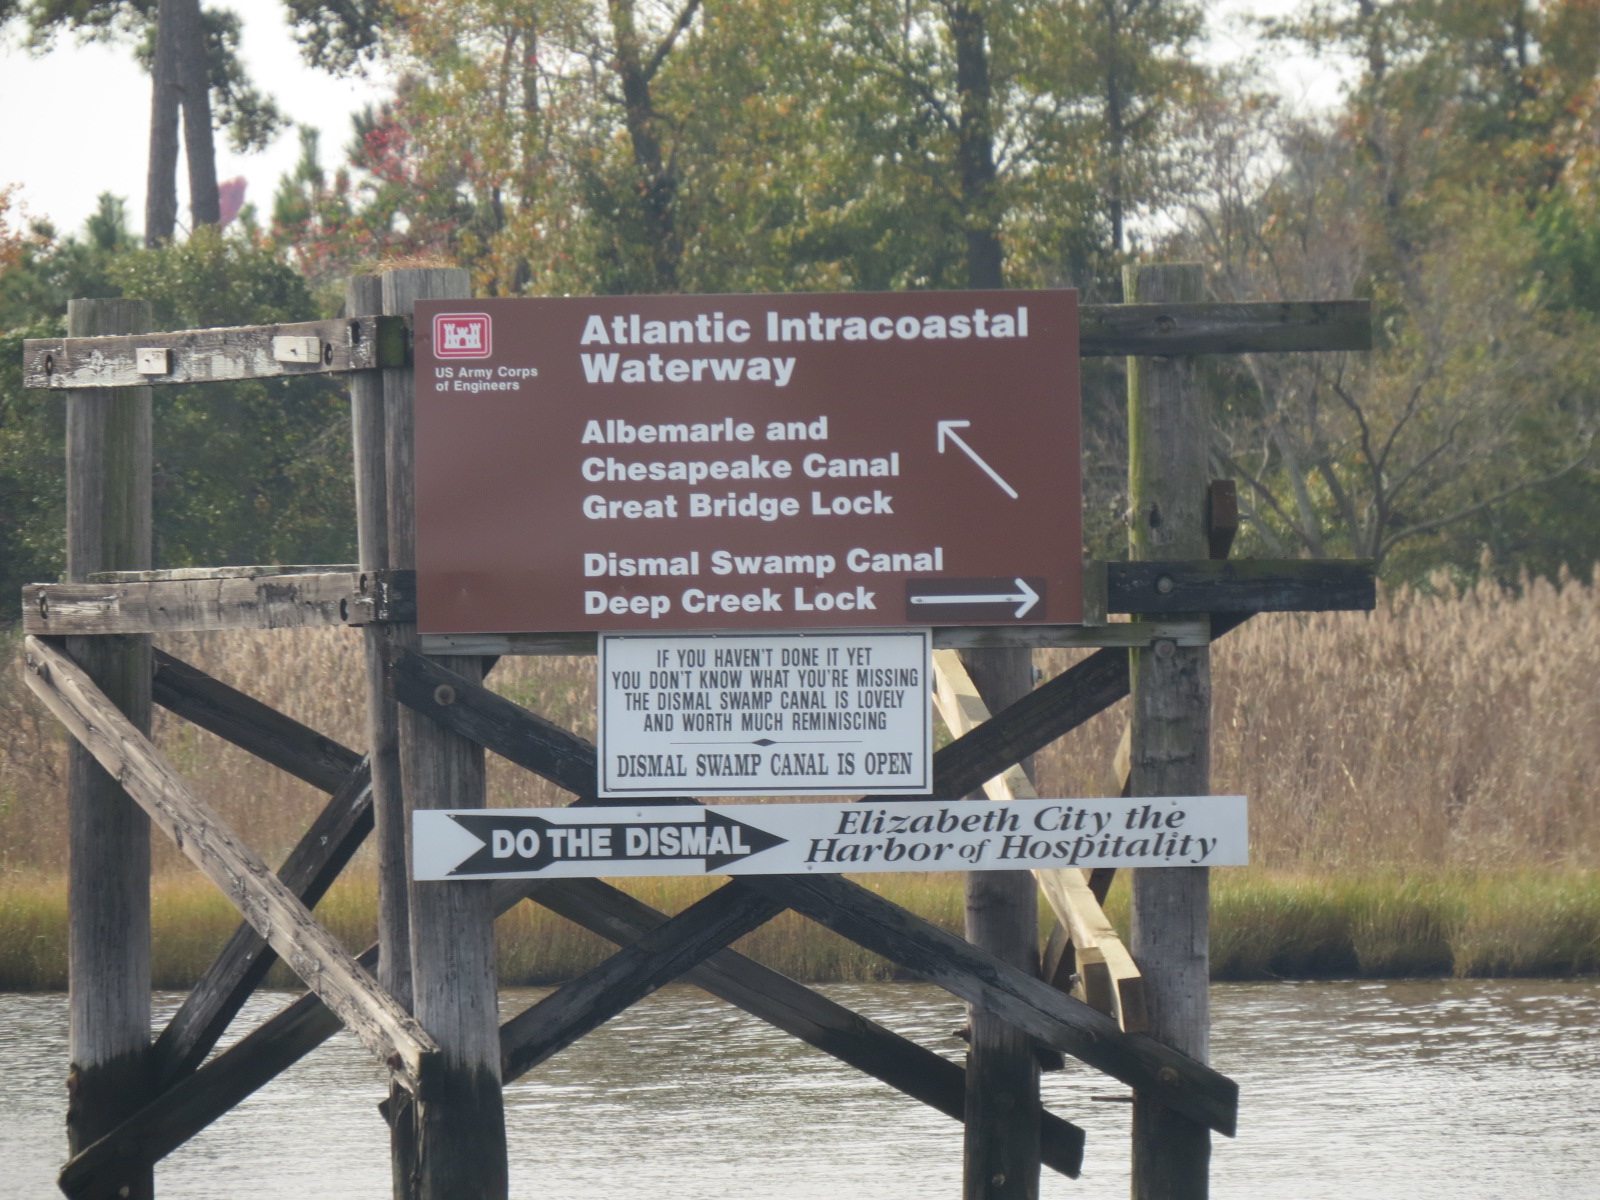 US Army Corps
of Engineers
Atlantic Intracoastal
Waterway
Albemarle and
Chesapeake Canal
Great Bridge Lock
Dismal Swamp Canal
Deep Creek Lock
IF YOU HAVEN'T DONE IT YET
YOU DON'T KNOW WHAT YOU'RE MISSING
THE DISMAL SWAMP CANAL IS LOVELY
AND WORTH MUCH REMINISCING
DISMAL SWAMP CANAL IS OPEN
DO THE DISMAL
Elizabeth City the
Harbor of Hospitality